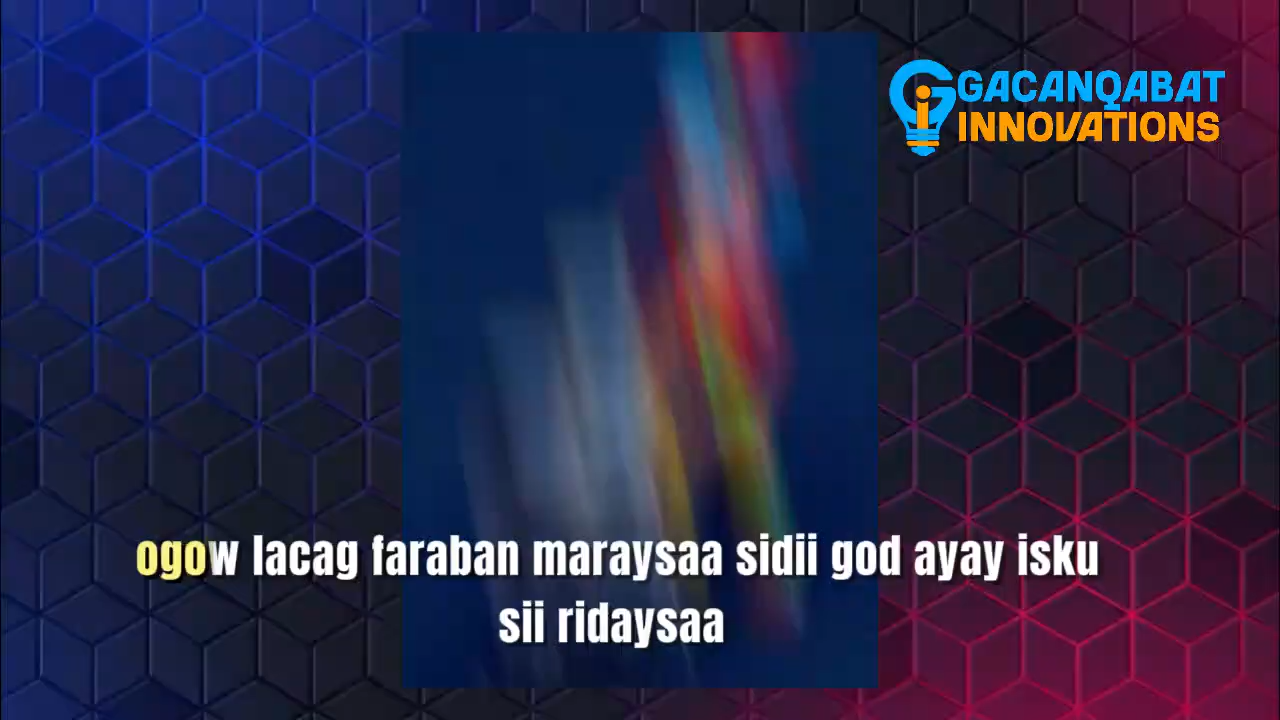 GACANQABAT
INNOVATIONS
ogow lacag faraban maraysaa sidii god ayay isku
sii ridaysaa